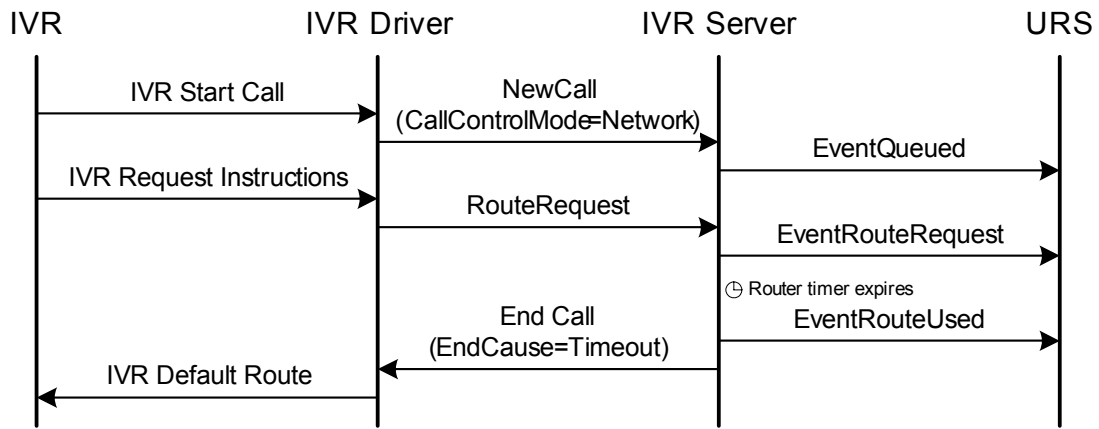 IVR
IVR Driver
IVR Server
URS
IVR Start Call
NewCall
(CallControlMode=Network)
EventQueued
IVR Request Instructions
RouteRequest
EventRouteRequest
Router timer expires
EventRouteUsed
End Call
(EndCause=Timeout)
IVR Default Route